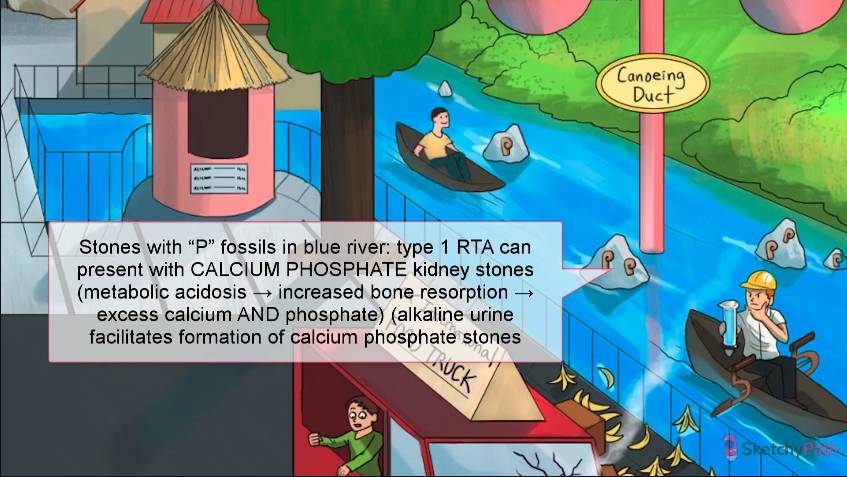 Canoeing
Duct
Stones with “P” fossils in blue river: type 1 RTA can
present with CALCIUM PHOSPHATE kidney stones
(metabolic acidosis → increased bone resorption →
excess calcium AND phosphate) (alkaline urine
facilitates formation of calcium phosphate stones
P
P
P P
P P
TRUCK
SketchyPath